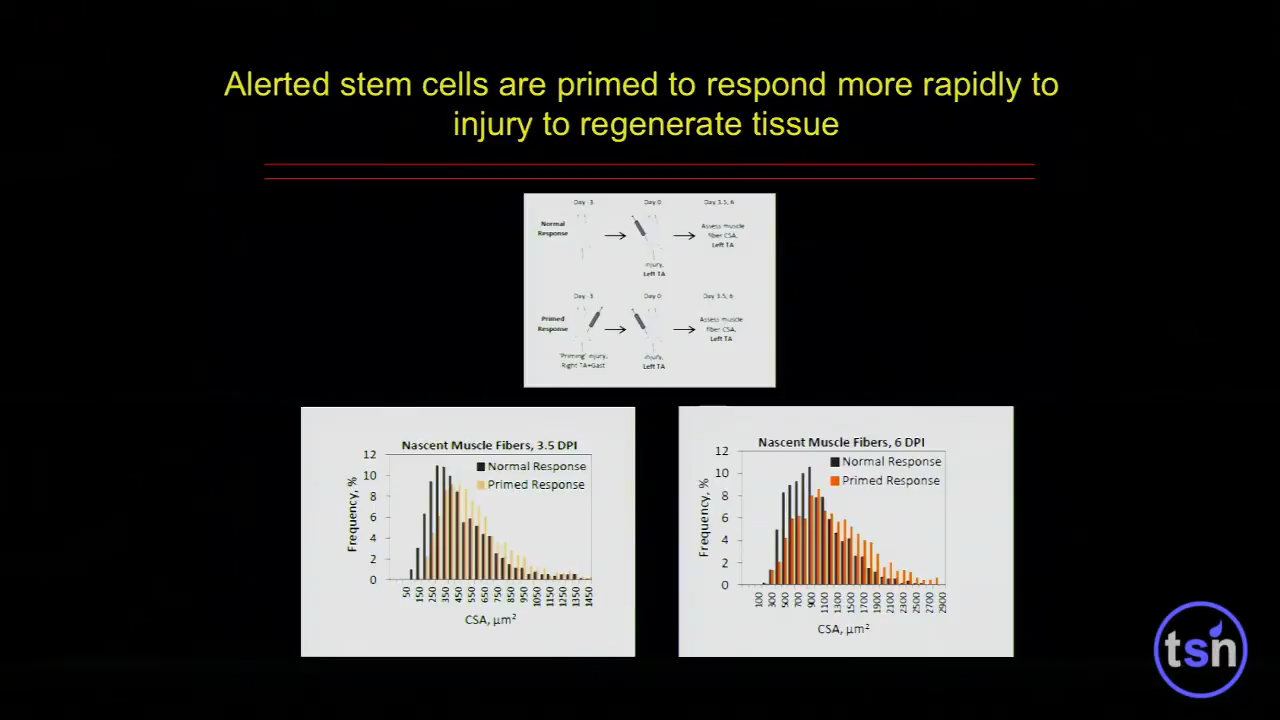 Alerted stem cells are primed to respond more rapidly to
injury to regenerate tissue
Day -3 Day 0 Day 3.5, 6
Normal
Response
Assess muscle
fiber CSA,
Left TA
injury,
Left TA
Day -3 Day 0 Day 3.5, 6
Primed
Response
Assess muscle
fiber CSA,
Left TA
'Priming' injury,
Right TA+Gast
injury,
Left TA
Nascent Muscle Fibers, 3.5 DPI
Normal Response
Primed Response
Frequency, %
12
10
8
6
4
2
0
50 150 250 350 450 550 650 750 850 950 1050 1150 1250 1350 1450
CSA, µm²
Nascent Muscle Fibers, 6 DPI
Normal Response
Primed Response
Frequency, %
12
10
8
6
4
2
0
100 300 500 700 900 1100 1300 1500 1700 1900 2100 2300 2500 2700 2900
CSA, µm²
tsn